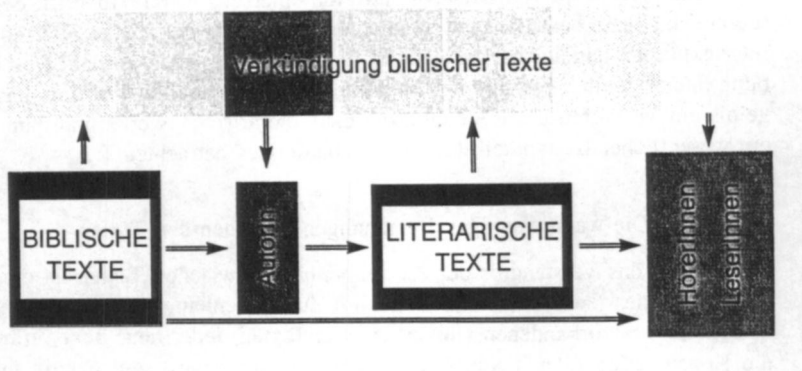 Verkündigung biblischer Texte
BIBLISCHE
TEXTE
AutorIn
LITERARISCHE
TEXTE
HörerInnen
LeserInnen